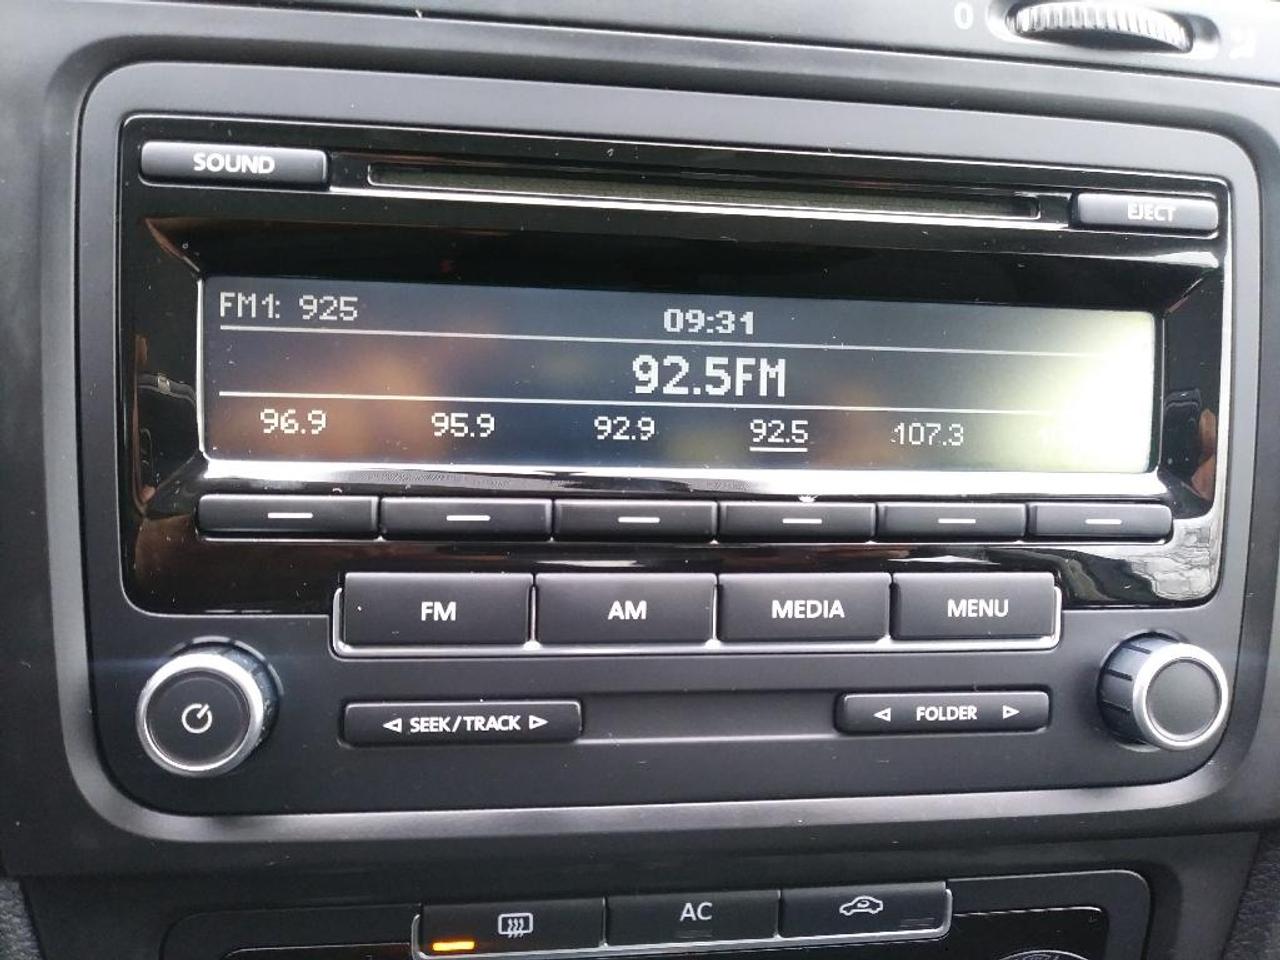 0
SOUND
EJECT
FM1: 925
09:31
92.5FM
96.9 95.9 92.9 92.5 107.3
FM AM MEDIA MENU
SEEK/TRACK FOLDER
AC